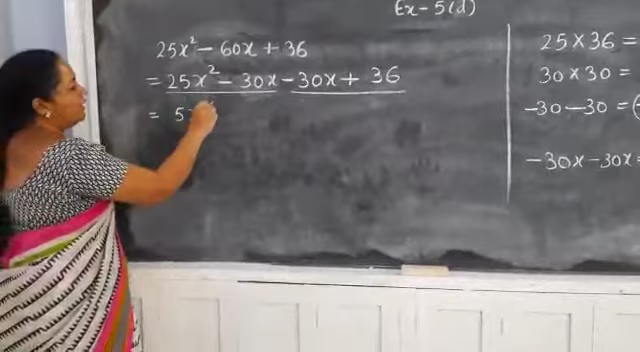 Ex-5(d)
25x² - 60x + 36
= 25x² - 30x - 30x + 36
= 5
25 × 36 =
30 × 30 =
-30 - 30 = (
-30x - 30x =